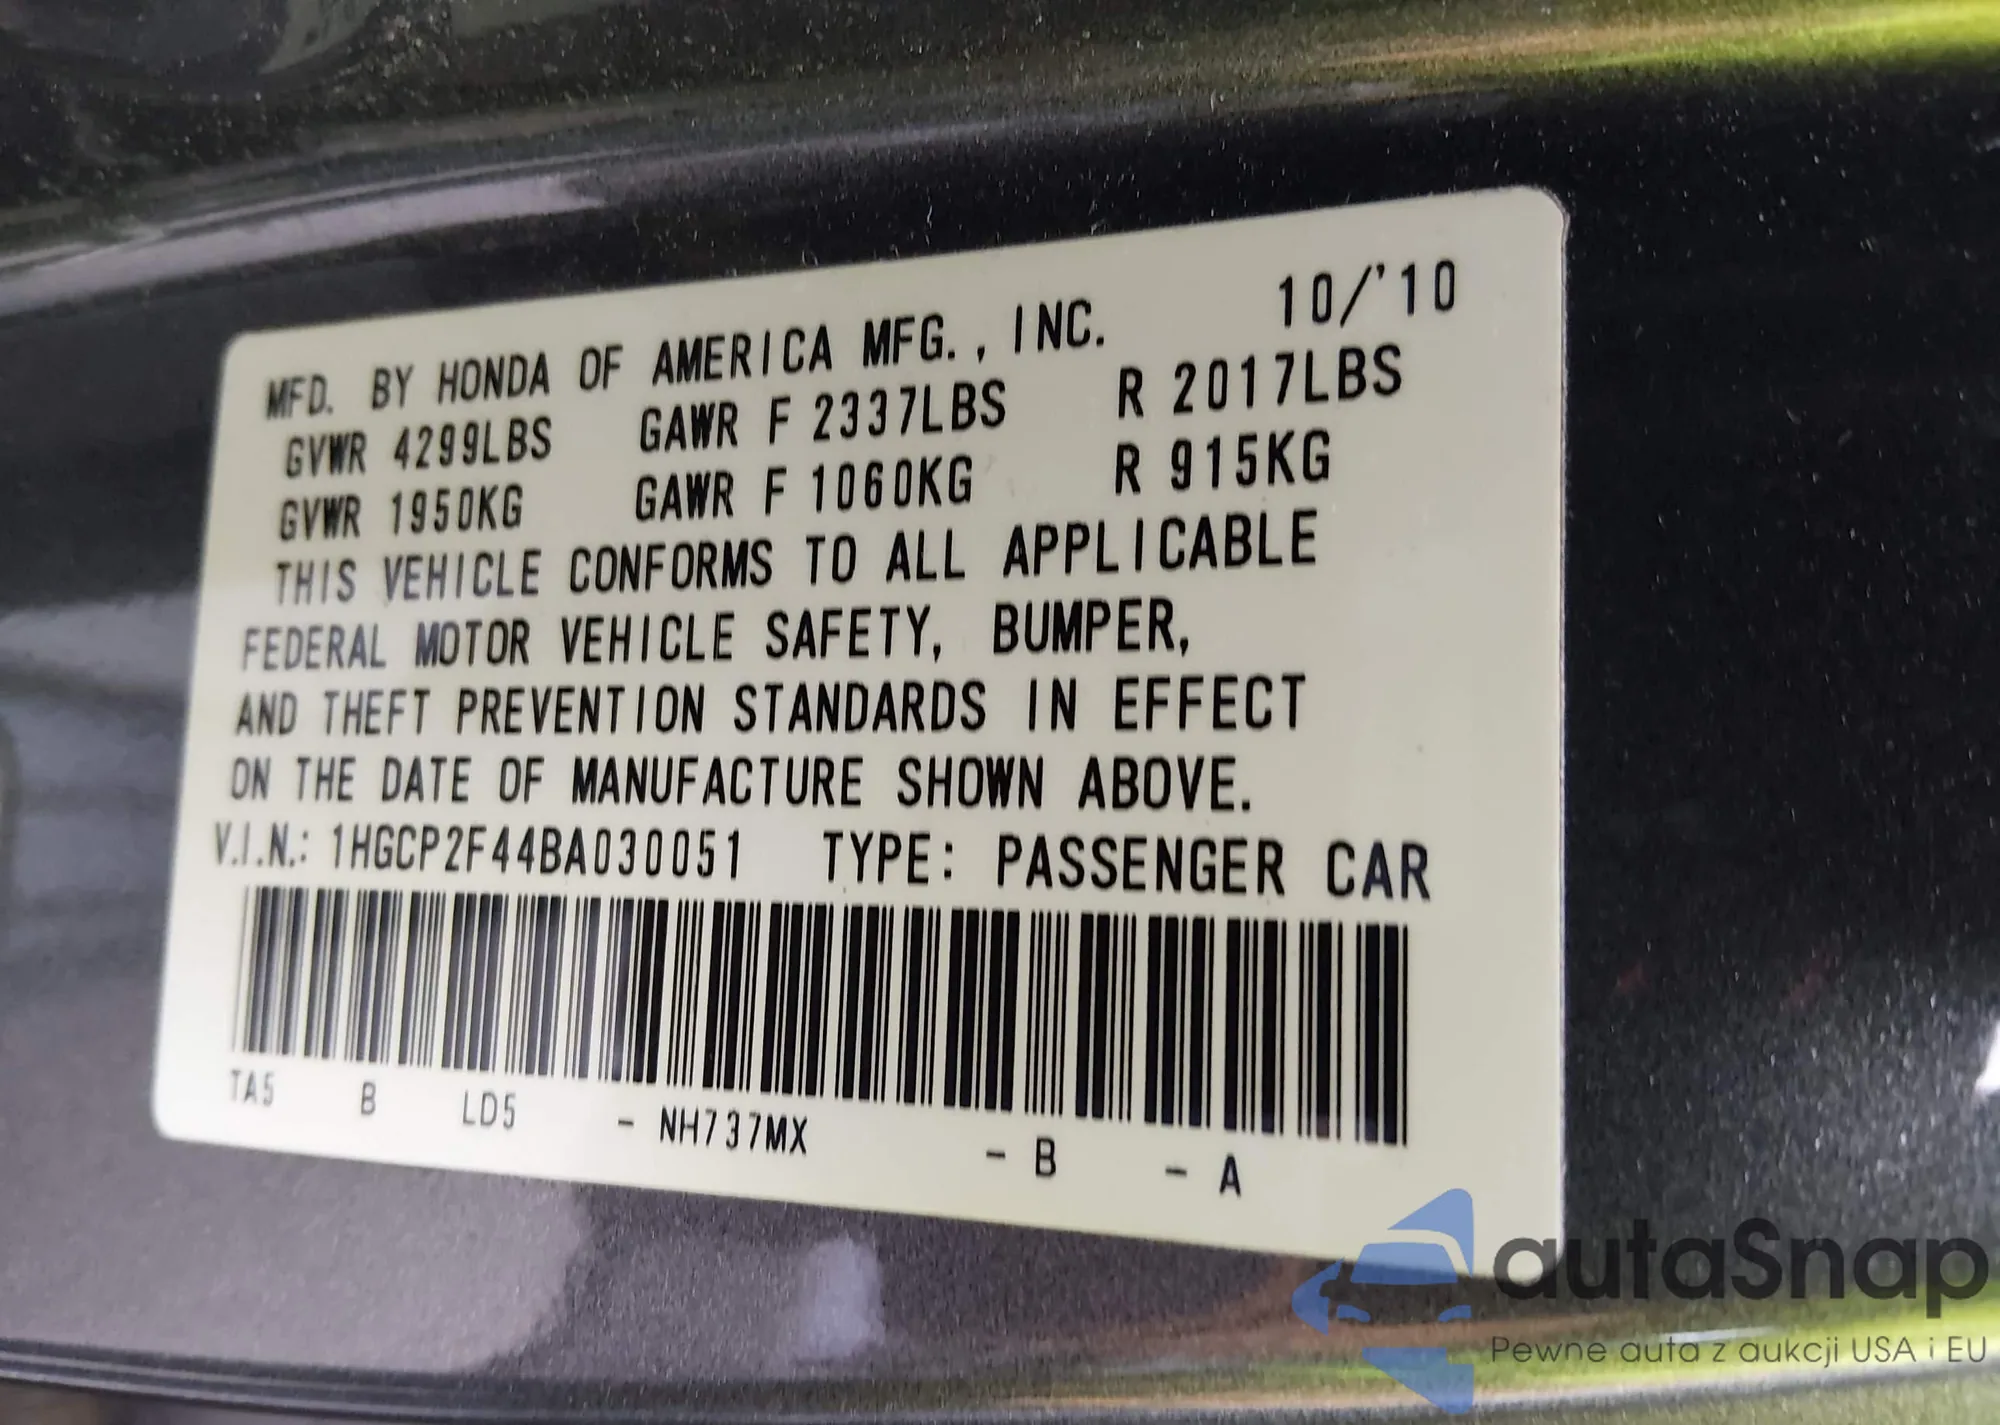 MFD. BY HONDA OF AMERICA MFG., INC. 10/'10
GVWR 4299LBS GAWR F 2337LBS R 2017LBS
GVWR 1950KG GAWR F 1060KG R 915KG
THIS VEHICLE CONFORMS TO ALL APPLICABLE
FEDERAL MOTOR VEHICLE SAFETY, BUMPER,
AND THEFT PREVENTION STANDARDS IN EFFECT
ON THE DATE OF MANUFACTURE SHOWN ABOVE.
V.I.N.: 1HGCP2F44BA030051 TYPE: PASSENGER CAR
TA5 B LD5 - NH737MX - B - A
autaSnap
Pewne auta z aukcji USA i EU